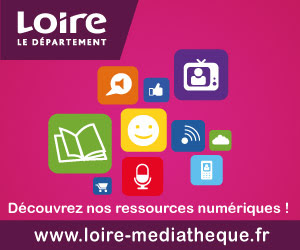 Loire
LE DÉPARTEMENT
Découvrez nos ressources numériques !
www.loire-mediatheque.fr